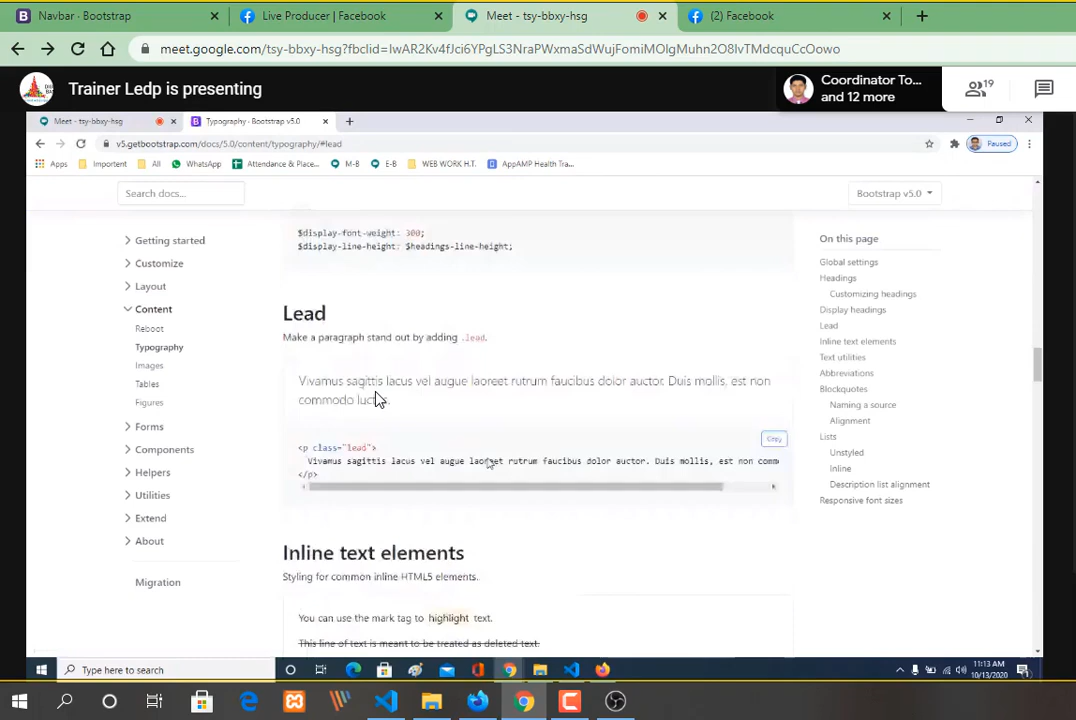 Navbar · Bootstrap
Live Producer | Facebook
Meet - tsy-bbxy-hsg
(2) Facebook
meet.google.com/tsy-bbxy-hsg?fbclid=IwAR2Kv4fJci6YPgLS3NraPWxmaSdWujFomiMOlgMuhn2O8IvTMdcquCcOowo
Trainer Ledp is presenting
Coordinator To...
and 12 more
19
Meet - tsy-bbxy-hsg
Typography · Bootstrap v5.0
v5.getbootstrap.com/docs/5.0/content/typography/#lead
Paused
Apps
Importent
All
WhatsApp
Attendance & Place...
M-B
E-B
WEB WORK H.T.
AppAMP Health Tra...
Search docs...
Bootstrap v5.0
Getting started
Customize
Layout
Content
Reboot
Typography
Images
Tables
Figures
Forms
Components
Helpers
Utilities
Extend
About
Migration
$display-font-weight: 300;
$display-line-height: $headings-line-height;
Lead
Make a paragraph stand out by adding .lead.
Vivamus sagittis lacus vel augue laoreet rutrum faucibus dolor auctor. Duis mollis, est non
commodo luctus.
Copy
<p class="lead">
Vivamus sagittis lacus vel augue laoreet rutrum faucibus dolor auctor. Duis mollis, est non comm
</p>
Inline text elements
Styling for common inline HTML5 elements.
You can use the mark tag to highlight text.
This line of text is meant to be treated as deleted text.
On this page
Global settings
Headings
Customizing headings
Display headings
Lead
Inline text elements
Text utilities
Abbreviations
Blockquotes
Naming a source
Alignment
Lists
Unstyled
Inline
Description list alignment
Responsive font sizes
Type here to search
11:13 AM
10/13/2020